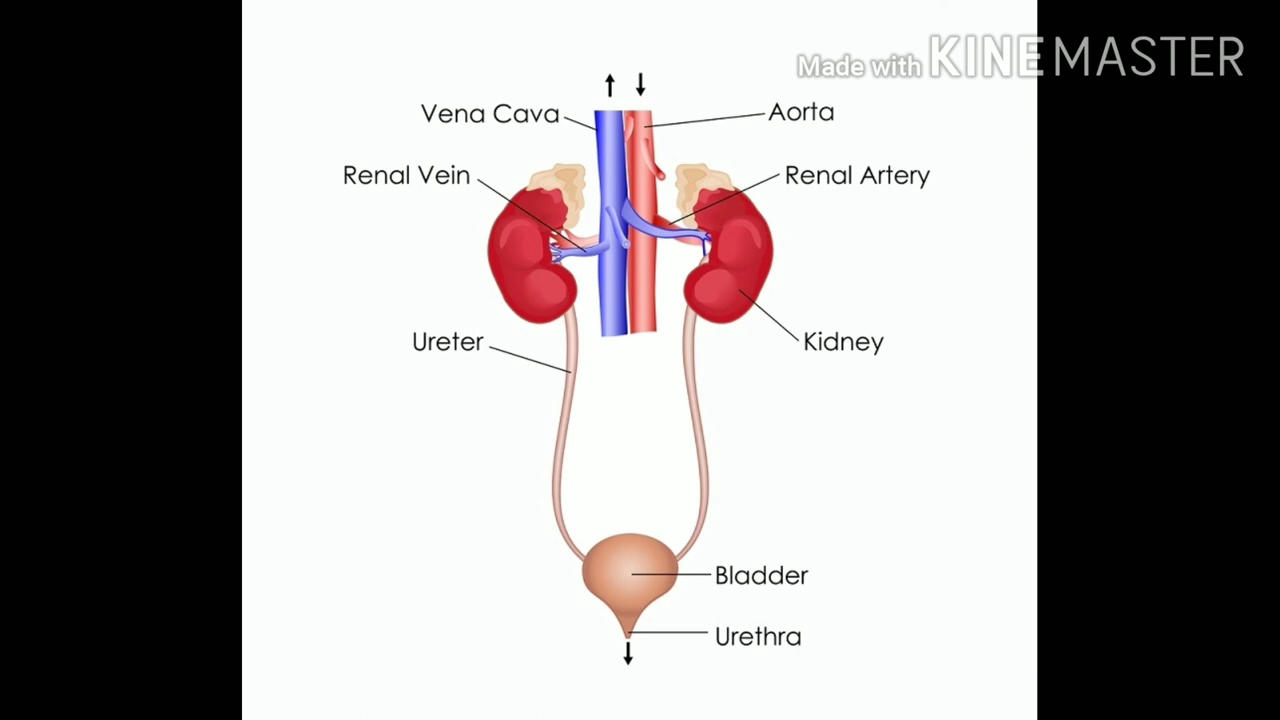 Made with KINEMASTER
Vena Cava
Aorta
Renal Vein
Renal Artery
Ureter
Kidney
Bladder
Urethra